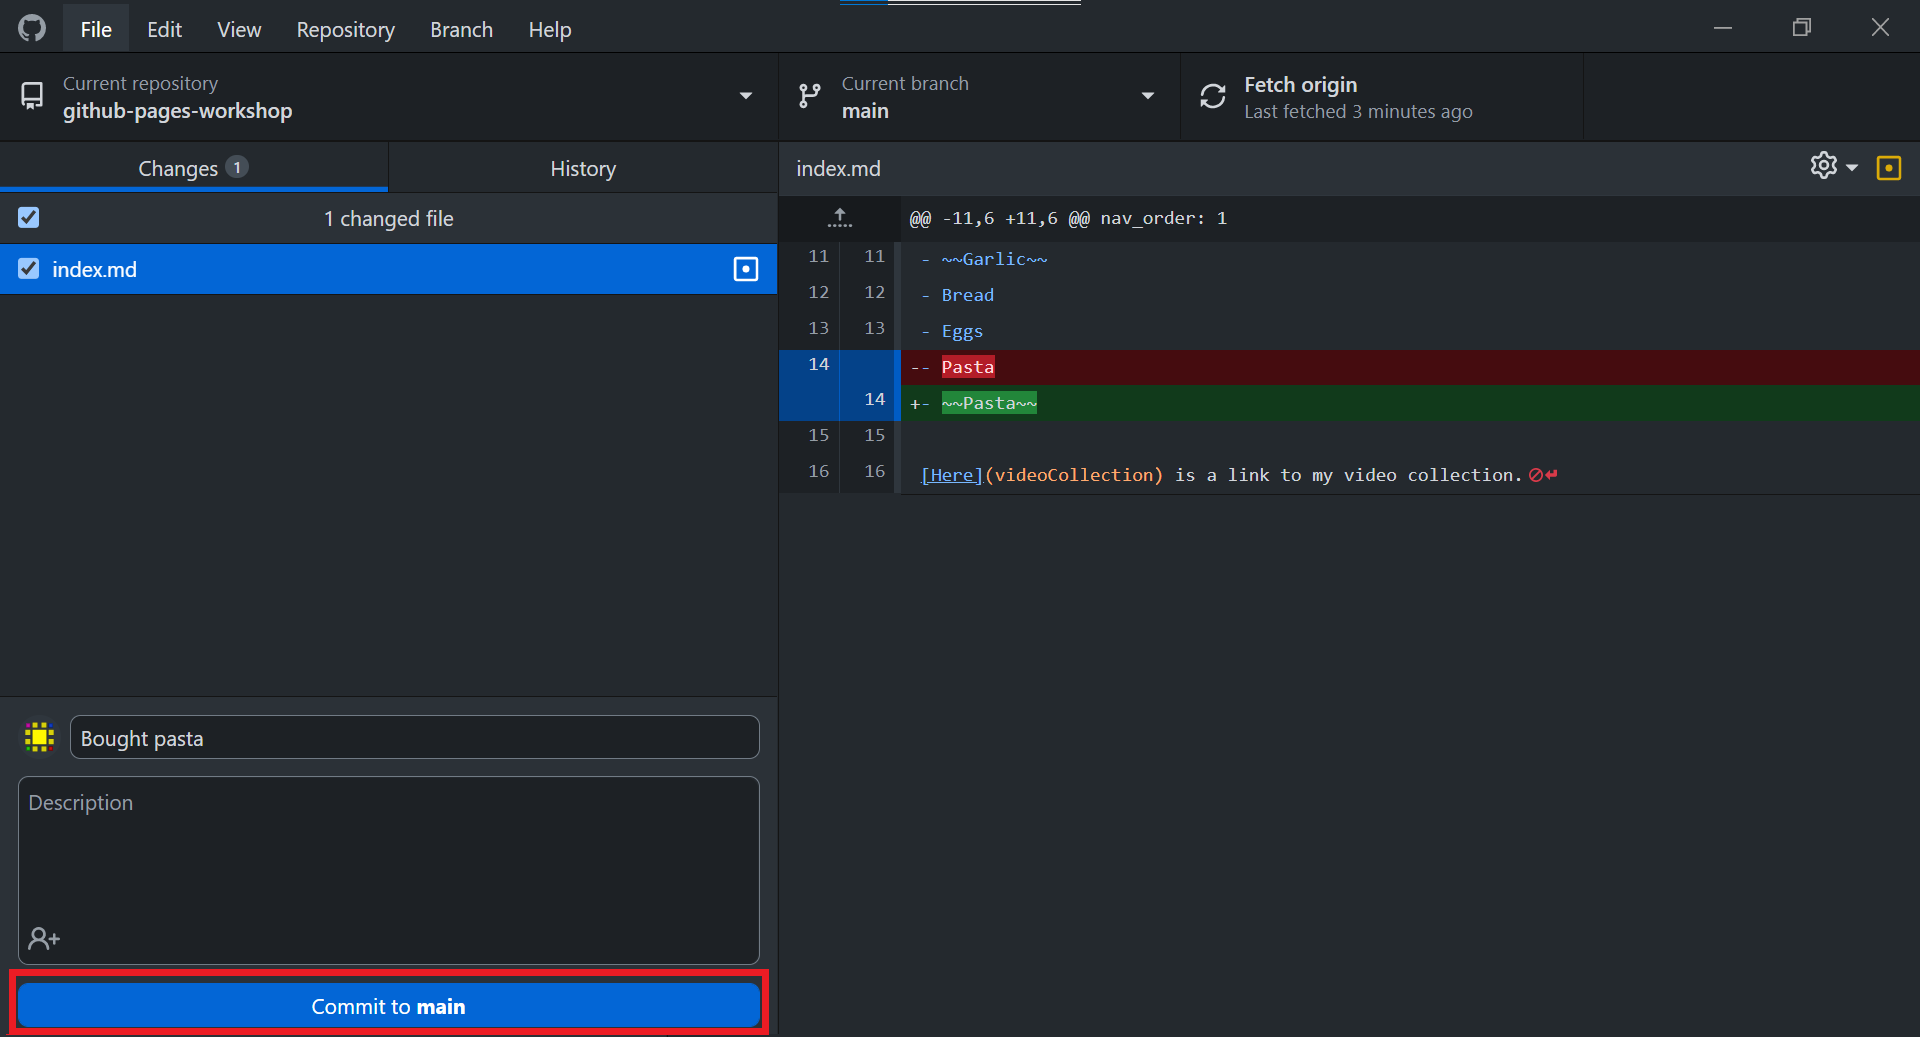 File Edit View Repository Branch Help
Current repository
github-pages-workshop
Current branch
main
Fetch origin
Last fetched 3 minutes ago
Changes 1
History
1 changed file
index.md
index.md
@@ -11,6 +11,6 @@ nav_order: 1
11 11 - ~~Garlic~~
12 12 - Bread
13 13 - Eggs
14 -- Pasta
14 +- ~~Pasta~~
15 15
16 16 [Here](videoCollection) is a link to my video collection.
Bought pasta
Description
Commit to main